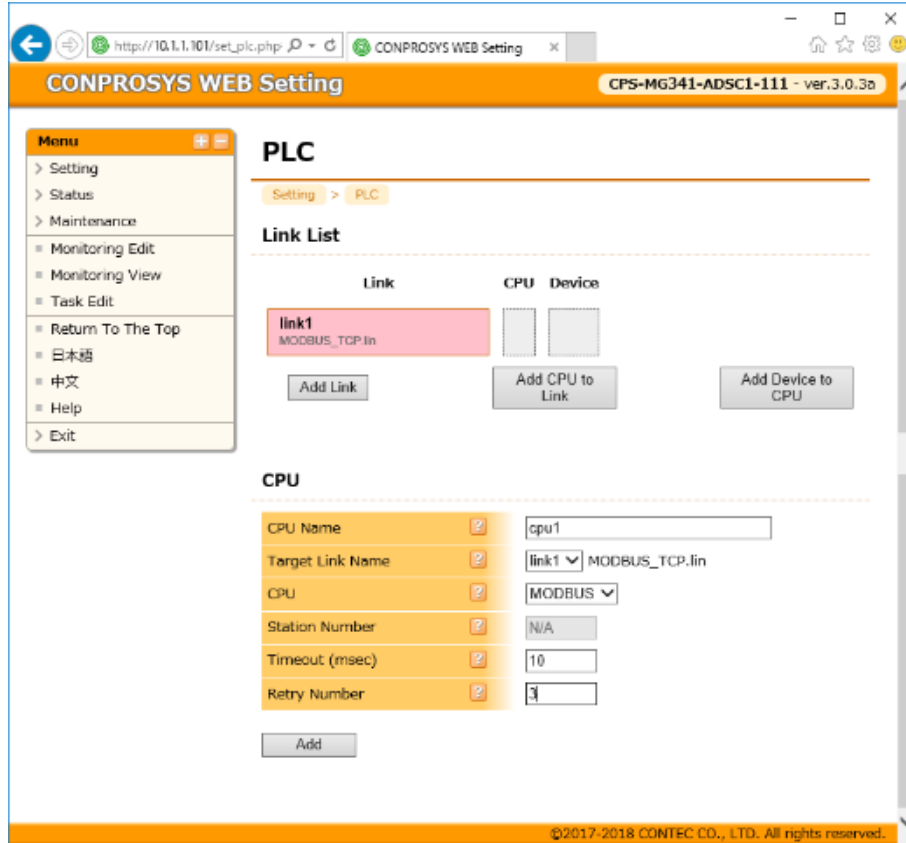 http://10.1.1.101/set_plc.php
CONPROSYS WEB Setting
CONPROSYS WEB Setting
CPS-MG341-ADSC1-111 - ver.3.0.3a
Menu
Setting
Status
Maintenance
Monitoring Edit
Monitoring View
Task Edit
Return To The Top
日本語
中文
Help
Exit
PLC
Setting > PLC
Link List
Link CPU Device
link1
MODBUS_TCP.lin
Add Link
Add CPU to
Link
Add Device to
CPU
CPU
CPU Name ? cpu1
Target Link Name ? link1 MODBUS_TCP.lin
CPU ? MODBUS
Station Number ? N/A
Timeout (msec) ? 10
Retry Number ? 3
Add
©2017-2018 CONTEC CO., LTD. All rights reserved.